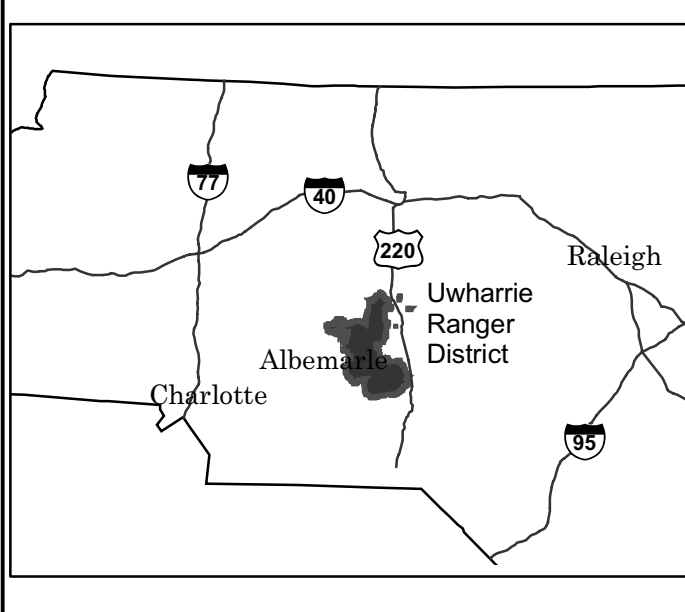 77
40
220
Raleigh
Uwharrie
Ranger
District
Albemarle
Charlotte
95